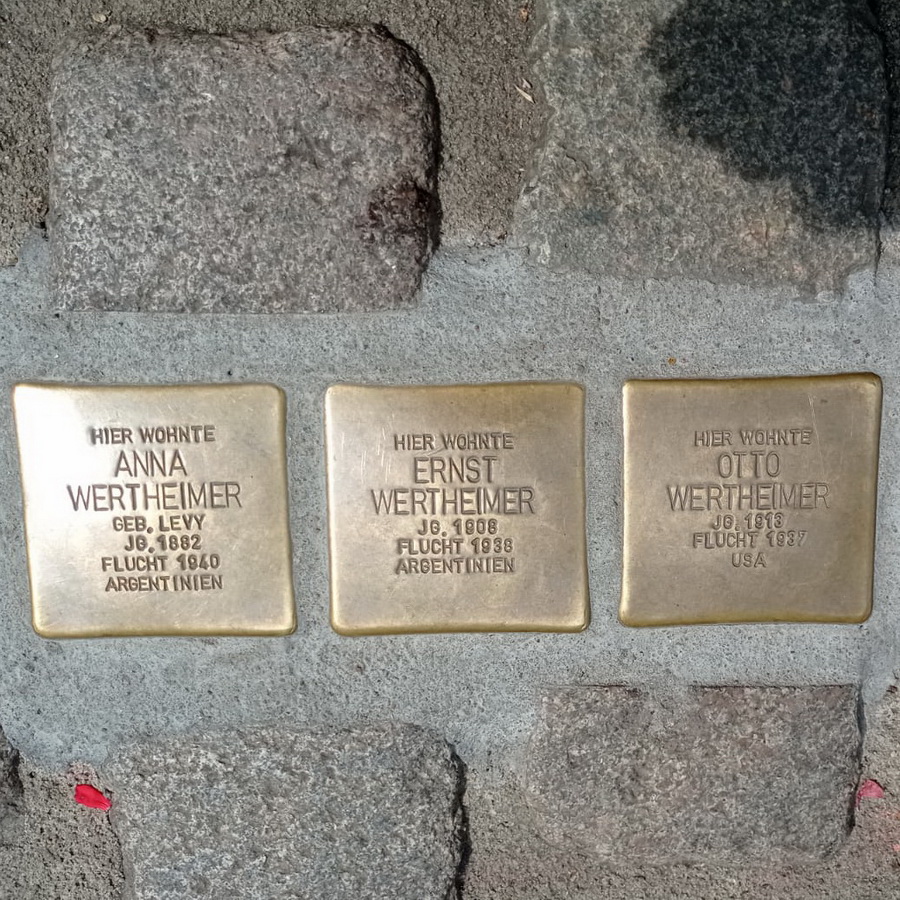 HIER WOHNTE
ANNA
WERTHEIMER
GEB. LEVY
JG. 1882
FLUCHT 1940
ARGENTINIEN
HIER WOHNTE
ERNST
WERTHEIMER
JG. 1908
FLUCHT 1938
ARGENTINIEN
HIER WOHNTE
OTTO
WERTHEIMER
JG. 1913
FLUCHT 1937
USA